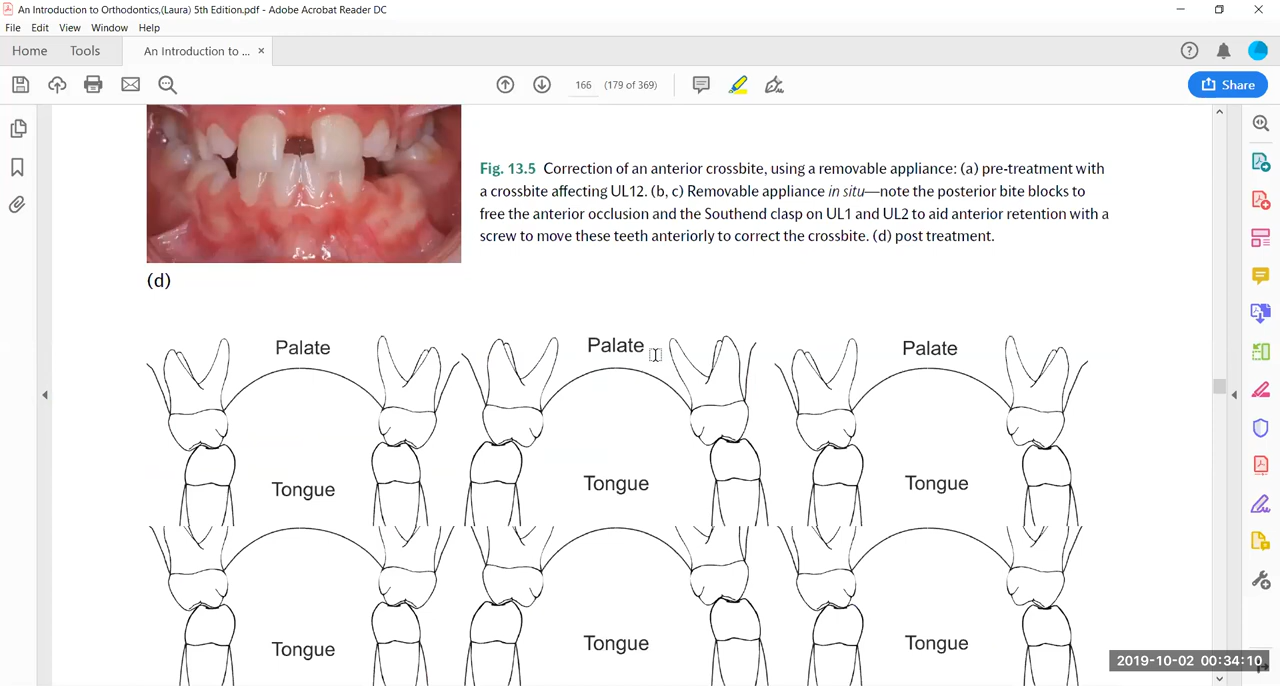 An Introduction to Orthodontics,(Laura) 5th Edition.pdf - Adobe Acrobat Reader DC
File Edit View Window Help
Home Tools An Introduction to ... ×
166 (179 of 369) Share
Fig. 13.5 Correction of an anterior crossbite, using a removable appliance: (a) pre-treatment with
a crossbite affecting UL12. (b, c) Removable appliance in situ—note the posterior bite blocks to
free the anterior occlusion and the Southend clasp on UL1 and UL2 to aid anterior retention with a
screw to move these teeth anteriorly to correct the crossbite. (d) post treatment.
(d)
Palate Palate Palate
Tongue Tongue Tongue
Tongue Tongue Tongue
2019-10-02 00:34:10